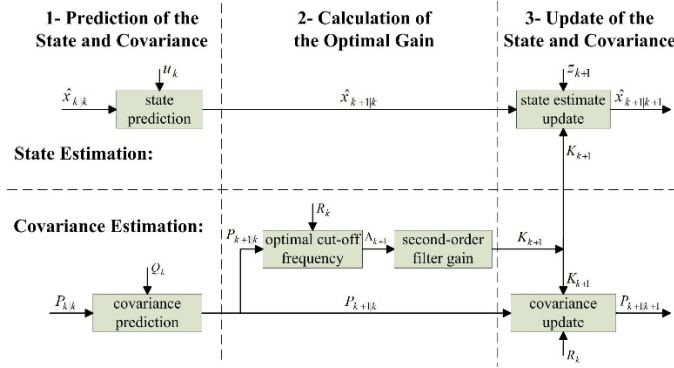 1- Prediction of the
State and Covariance
2- Calculation of
the Optimal Gain
3- Update of the
State and Covariance
u_k
z_{k+1}
x̂_{k|k}
state
prediction
x̂_{k+1|k}
state estimate
update
x̂_{k+1|k+1}
State Estimation:
K_{k+1}
Covariance Estimation:
R_k
P_{k+1|k}
optimal cut-off
frequency
Λ_{k+1}
second-order
filter gain
K_{k+1}
Q_k
K_{k+1}
P_{k|k}
covariance
prediction
P_{k+1|k}
covariance
update
P_{k+1|k+1}
R_k